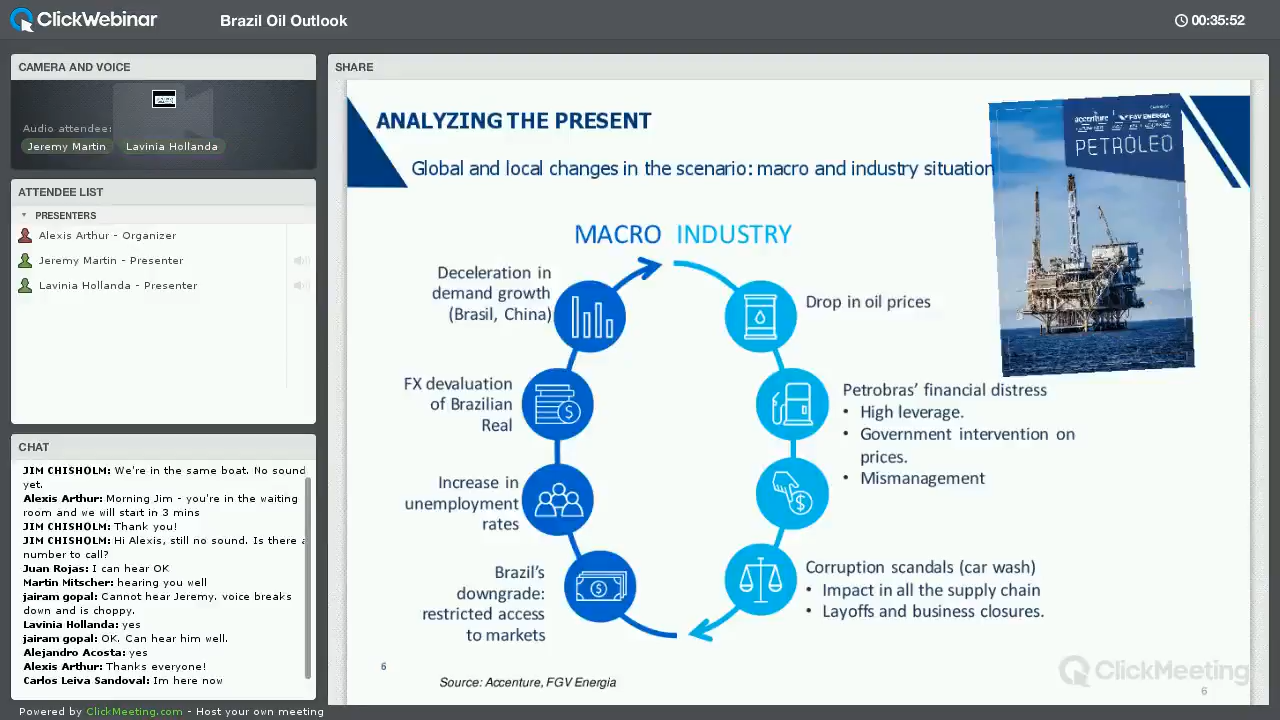 ClickWebinar
Brazil Oil Outlook
00:35:52
CAMERA AND VOICE
Audio attendees
Jeremy Martin
Lavinia Hollanda
ATTENDEE LIST
PRESENTERS
Alexis Arthur - Organizer
Jeremy Martin - Presenter
Lavinia Hollanda - Presenter
CHAT
JIM CHISHOLM: We're in the same boat. No sound
yet.
Alexis Arthur: Morning Jim - you're in the waiting
room and we will start in 3 mins
JIM CHISHOLM: Thank you!
JIM CHISHOLM: Hi Alexis, still no sound. Is there a
number to call?
Juan Rojas: I can hear OK
Martin Mitscher: hearing you well
jairam gopal: Cannot hear Jeremy. voice breaks
down and is choppy.
Lavinia Hollanda: yes
jairam gopal: OK. Can hear him well.
Alejandro Acosta: yes
Alexis Arthur: Thanks everyone!
Carlos Leiva Sandoval: Im here now
Powered by ClickMeeting.com - Host your own meeting
SHARE
ANALYZING THE PRESENT
Global and local changes in the scenario: macro and industry situation
accenture
FGV ENERGIA
PETRÓLEO
MACRO INDUSTRY
Deceleration in
demand growth
(Brasil, China)
FX devaluation
of Brazilian
Real
Increase in
unemployment
rates
Brazil's
downgrade:
restricted access
to markets
Drop in oil prices
Petrobras' financial distress
• High leverage.
• Government intervention on
prices.
• Mismanagement
Corruption scandals (car wash)
• Impact in all the supply chain
• Layoffs and business closures.
6
Source: Accenture, FGV Energia
ClickMeeting
6